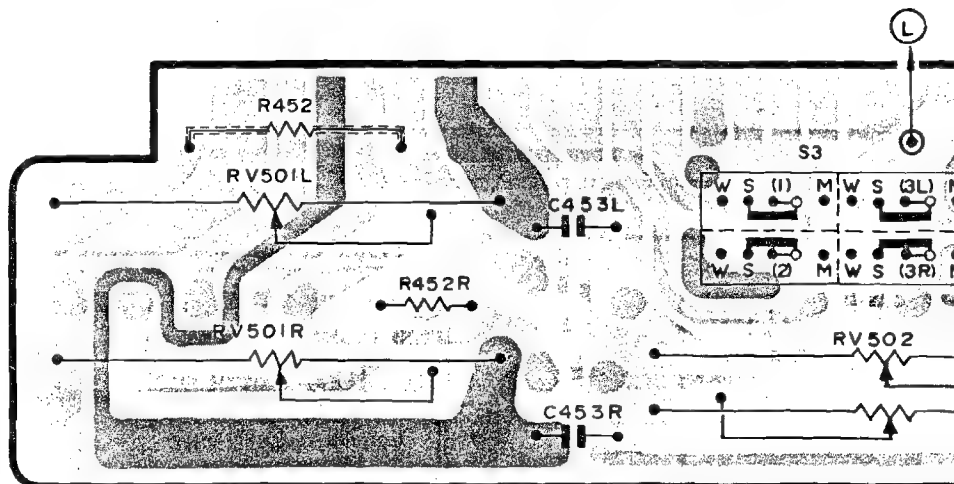 L
R452
S3
RV501L
W S (1) M W S (3L) M
C453L
W S (2) M W S (3R) M
R452R
RV501R
RV502
C453R